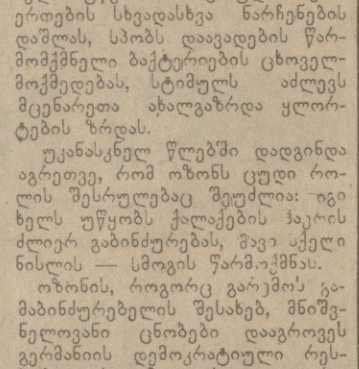 ერთების სხვადასხვა ნარჩენების
დაშლას, სპობს დაავადების წარ-
მომქმნელი ბაქტერიების ცხოველ-
მოქმედებას, სტიმულს აძლევს
მცენარეთა ახალგაზრდა ყლორ-
ტების ზრდას.
უკანასკნელ წლებში დადგინდა
აგრეთვე, რომ ოზონს ცუდი რო-
ლის შესრულებაც შეუძლია: იგი
ხელს უწყობს ქალაქების ჰაერის
ძლიერ გაბინძურებას, შავი სქელი
ნისლის — სმოგის წარმოქმნას.
ოზონის, როგორც გარემოს გა-
მაბინძურებელის შესახებ, მნიშვ-
ნელოვანი ცნობები დააგროვეს
გერმანიის დემოკრატიული რეს-